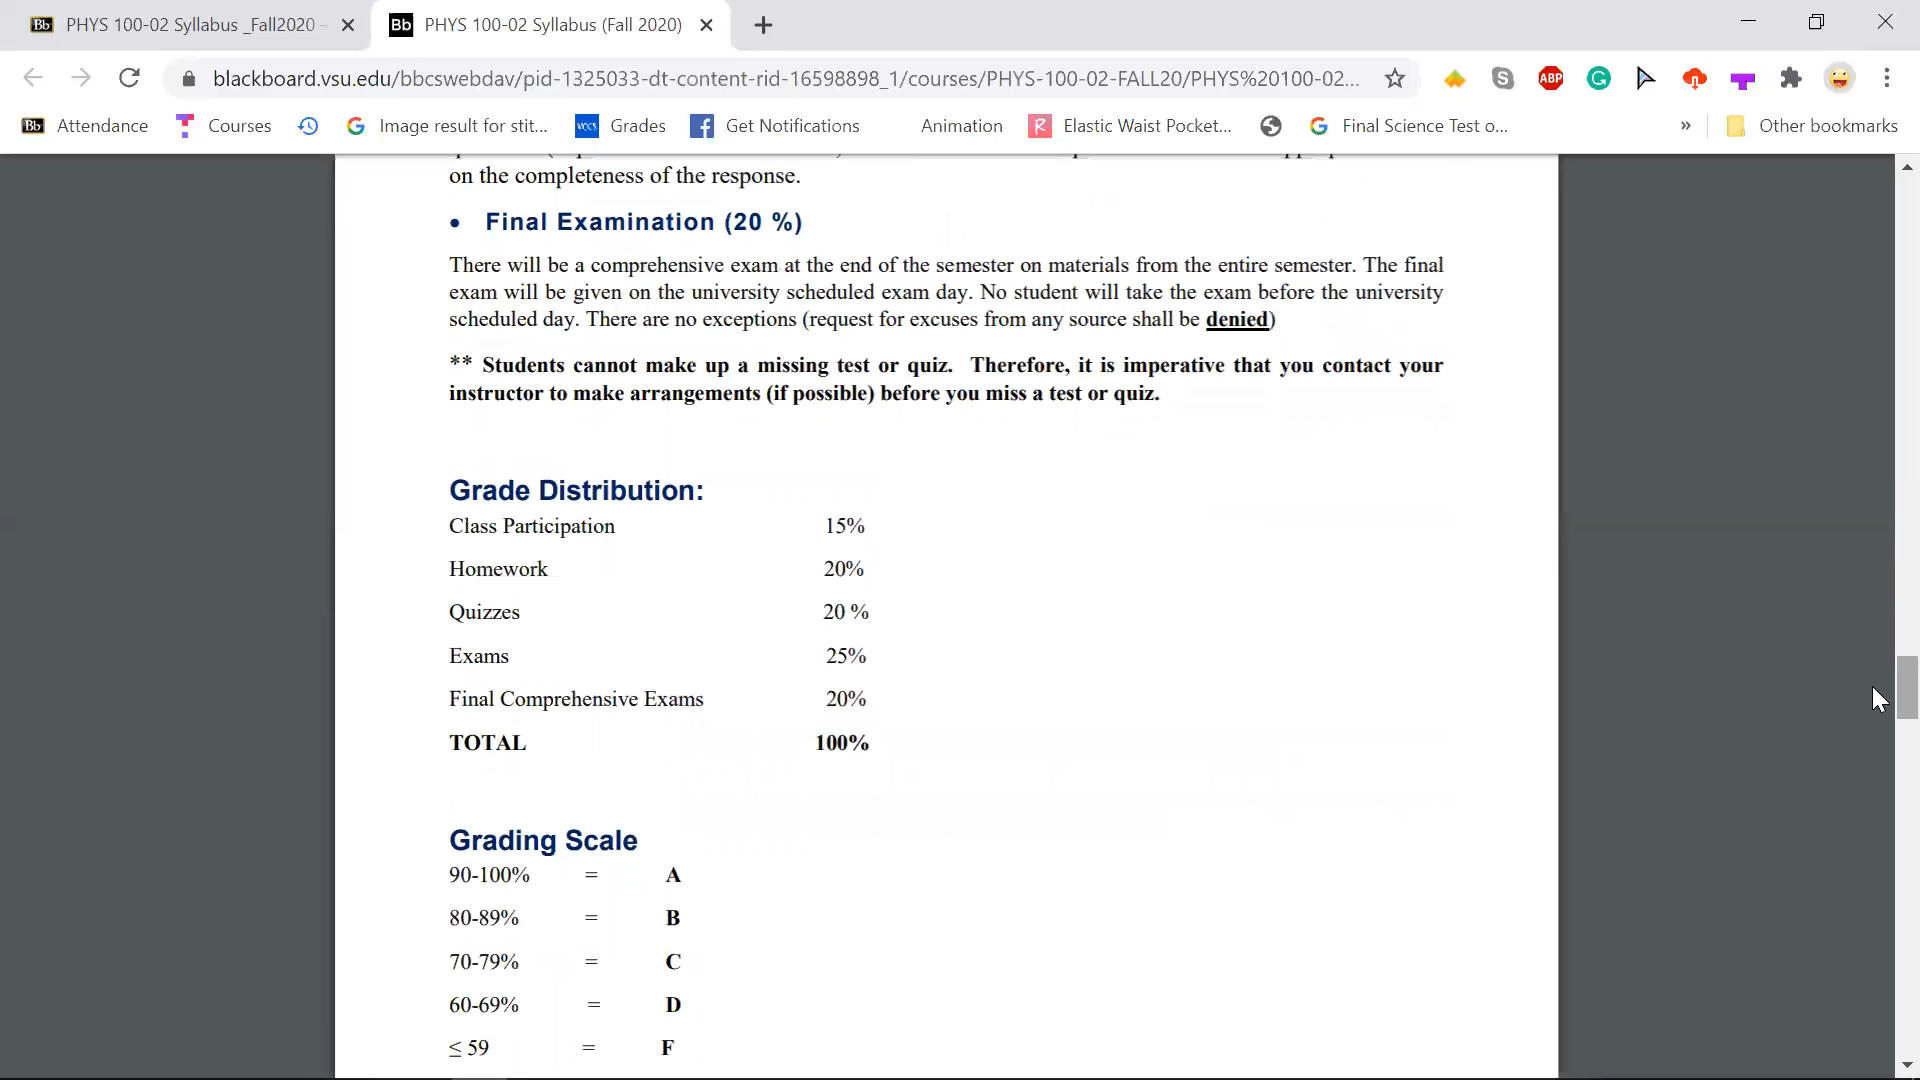 PHYS 100-02 Syllabus _Fall2020 -
Bb PHYS 100-02 Syllabus (Fall 2020)
blackboard.vsu.edu/bbcswebdav/pid-1325033-dt-content-rid-16598898_1/courses/PHYS-100-02-FALL20/PHYS%20100-02...
ABP
Bb Attendance Courses Image result for stit... Grades Get Notifications Animation Elastic Waist Pocket... Final Science Test o... » Other bookmarks
on the completeness of the response.
• Final Examination (20 %)
There will be a comprehensive exam at the end of the semester on materials from the entire semester. The final
exam will be given on the university scheduled exam day. No student will take the exam before the university
scheduled day. There are no exceptions (request for excuses from any source shall be denied)
** Students cannot make up a missing test or quiz. Therefore, it is imperative that you contact your
instructor to make arrangements (if possible) before you miss a test or quiz.
Grade Distribution:
Class Participation 15%
Homework 20%
Quizzes 20 %
Exams 25%
Final Comprehensive Exams 20%
TOTAL 100%
Grading Scale
90-100% = A
80-89% = B
70-79% = C
60-69% = D
≤ 59 = F